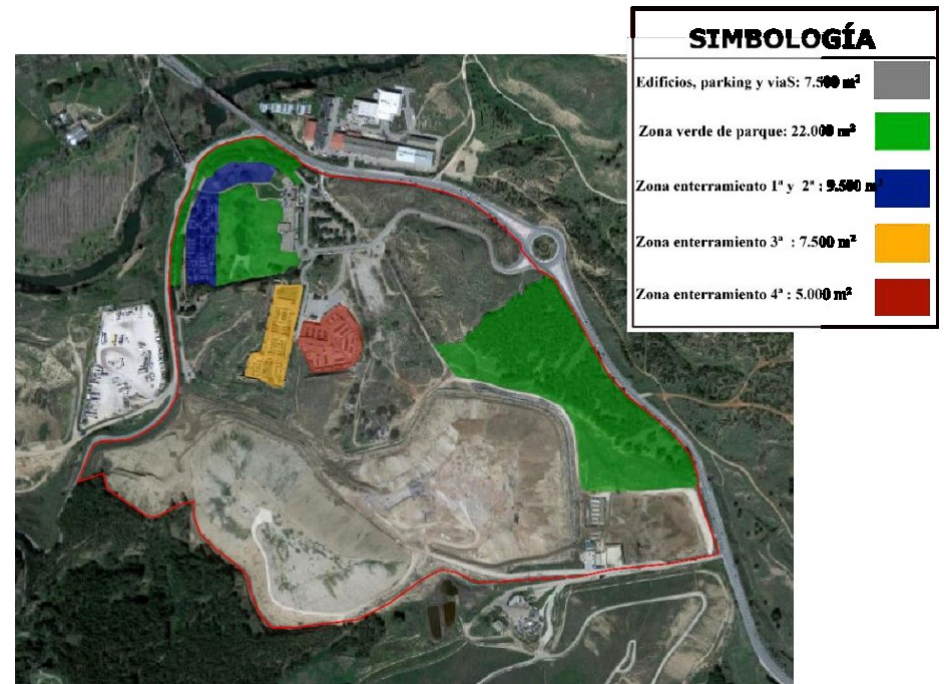 SIMBOLOGÍA
Edificios, parking y viaS: 7.500 m²
Zona verde de parque: 22.000 m²
Zona enterramiento 1ª y 2ª : 9.500 m²
Zona enterramiento 3ª : 7.500 m²
Zona enterramiento 4ª : 5.000 m²